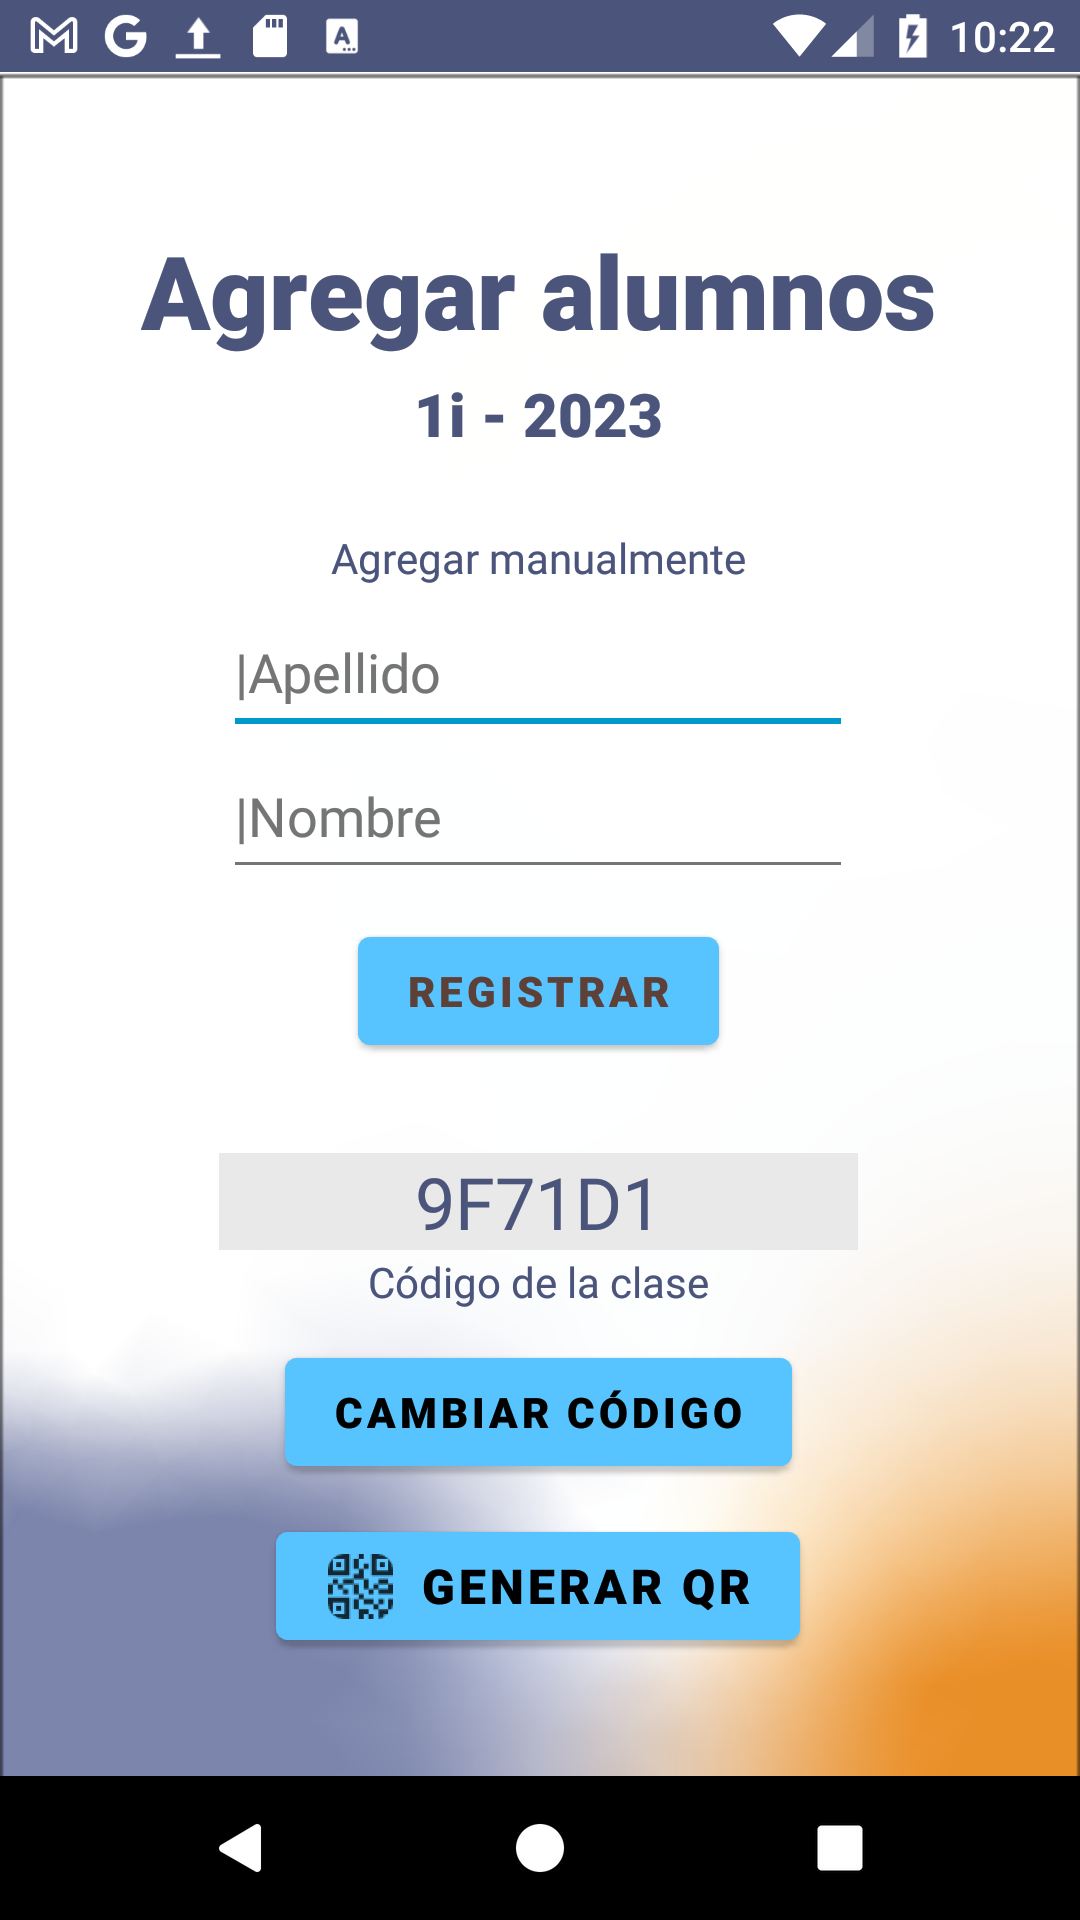 10:22
Agregar alumnos
1i - 2023
Agregar manualmente
|Apellido
|Nombre
REGISTRAR
9F71D1
Código de la clase
CAMBIAR CÓDIGO
GENERAR QR